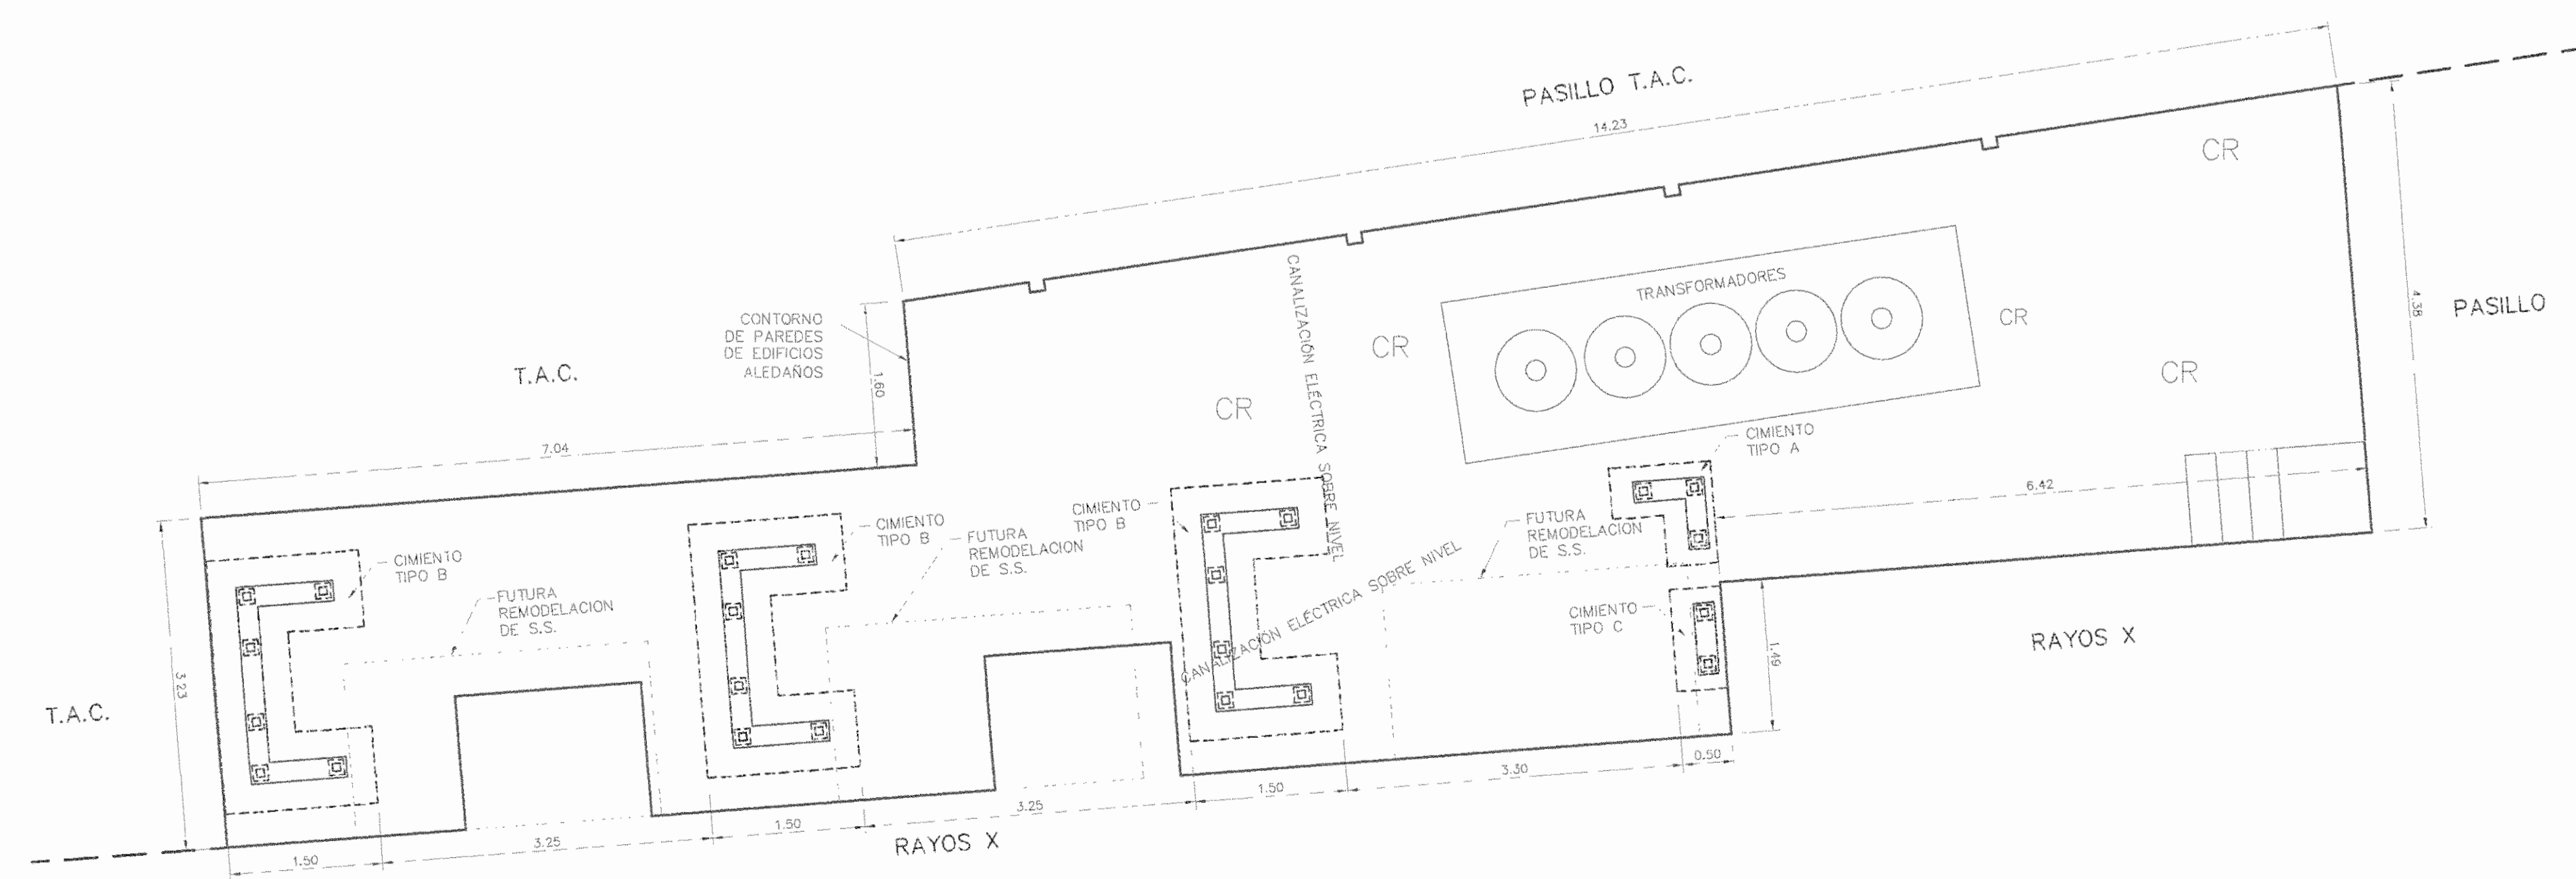 PASILLO T.A.C.
14.23
CR
CONTORNO
DE PAREDES
DE EDIFICIOS
ALEDAÑOS
1.60
T.A.C.
7.04
CANALIZACIÓN ELÉCTRICA SOBRE NIVEL
CR
CR
TRANSFORMADORES
CR
CR
4.38
PASILLO
CIMIENTO
TIPO A
6.42
CIMIENTO
TIPO B
FUTURA
REMODELACION
DE S.S.
CIMIENTO
TIPO B
FUTURA
REMODELACION
DE S.S.
CIMIENTO
TIPO B
FUTURA
REMODELACION
DE S.S.
CANALIZACIÓN ELÉCTRICA SOBRE NIVEL
CIMIENTO
TIPO C
1.49
RAYOS X
T.A.C.
3.23
1.50
3.25
1.50
3.25
1.50
3.30
0.50
RAYOS X